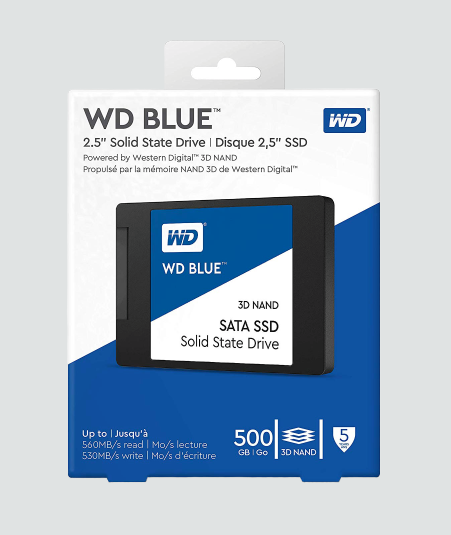 WD BLUE™
WD®
2.5" Solid State Drive | Disque 2,5" SSD
Powered by Western Digital™ 3D NAND
Propulsé par la mémoire NAND 3D de Western Digital™
WD®
WD BLUE™
3D NAND
SATA SSD
Solid State Drive
Up to | Jusqu'à
560MB/s read | Mo/s lecture
530MB/s write | Mo/s d'écriture
500
GB | Go
3D NAND
5